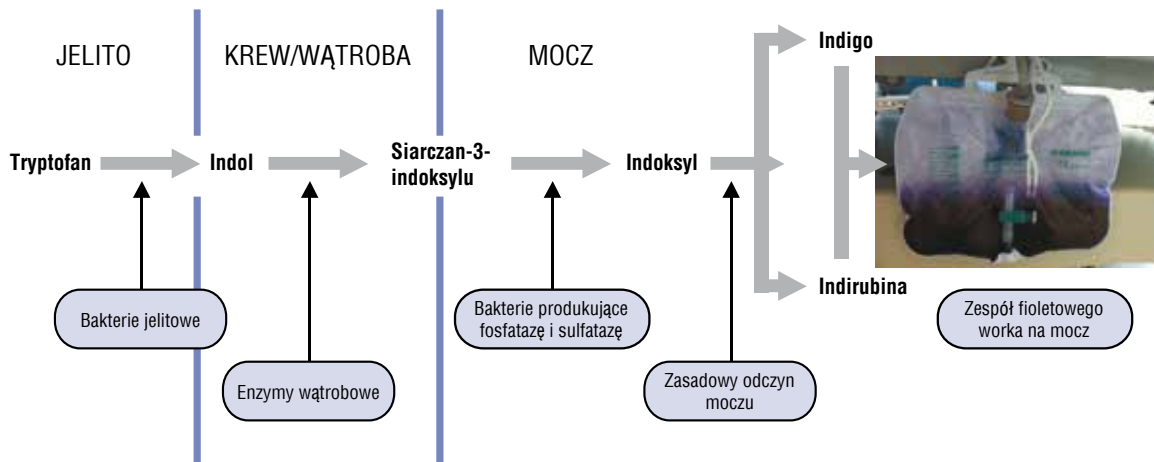 JELITO
KREW/WĄTROBA
MOCZ
Indigo
Tryptofan
Indol
Siarczan-3-
indoksylu
Indoksyl
Indirubina
Bakterie jelitowe
Enzymy wątrobowe
Bakterie produkujące
fosfatazę i sulfatazę
Zasadowy odczyn
moczu
Zespół fioletowego
worka na mocz